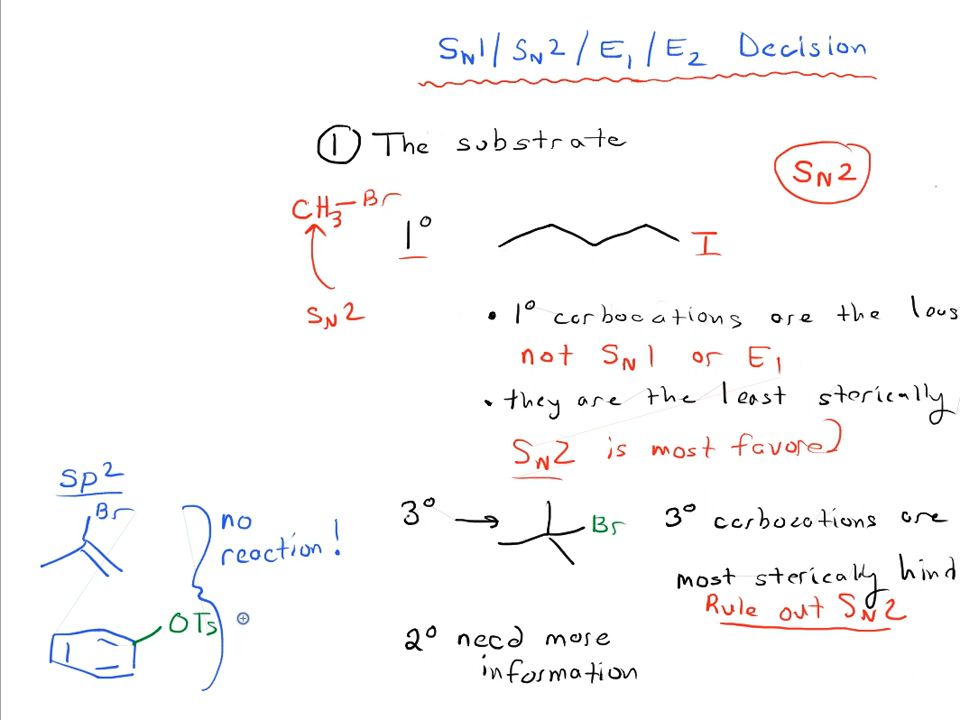 SN1/SN2/E1/E2 Decision
① The substrate
SN2
CH3-Br
1°
I
SN2
• 1° carbocations are the
not SN1 or E1
• they are the least sterically
SN2 is most favored
Sp2
Br
no
reaction!
3° → Br 3° carbocations are
most sterically hind
Rule out SN2
OTs
2° need more
information